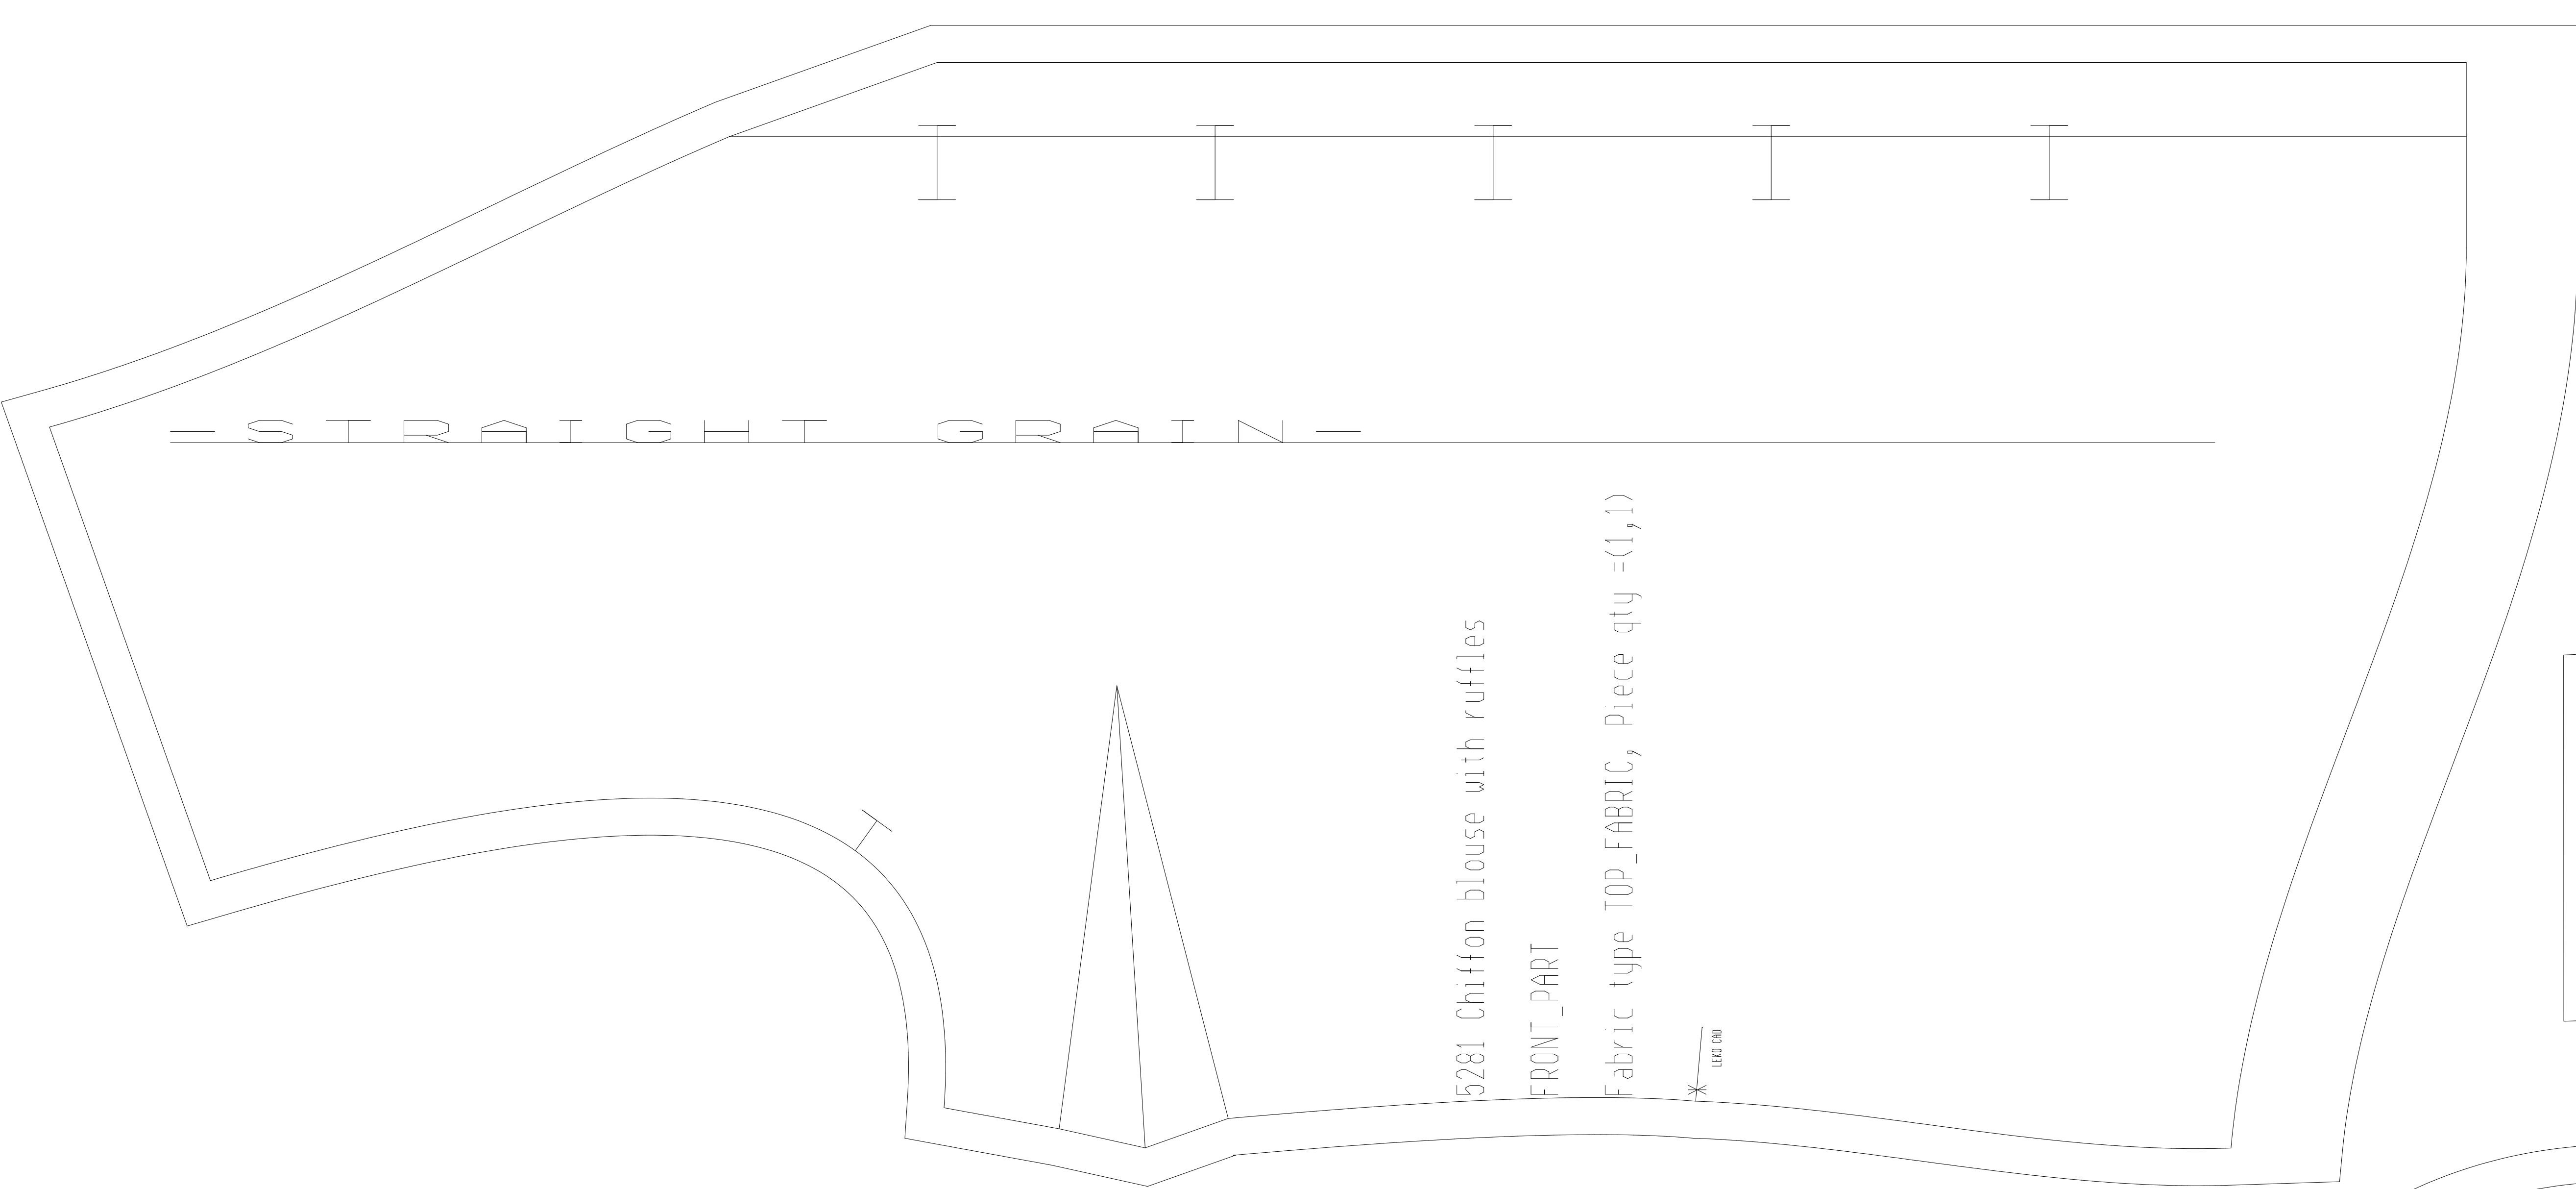 -STRAIGHT GRAIN-
5281 Chiffon blouse with ruffles
FRONT_PART
Fabric type TOP_FABRIC, Piece qty =(1,1)
LEKO CAD